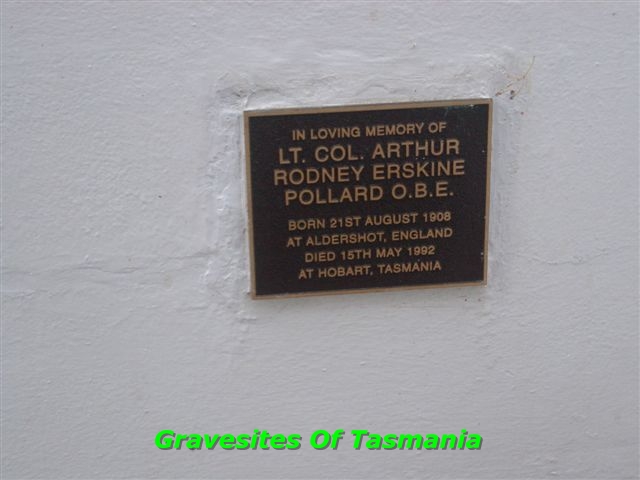 IN LOVING MEMORY OF
LT. COL. ARTHUR
RODNEY ERSKINE
POLLARD O.B.E.
BORN 21ST AUGUST 1908
AT ALDERSHOT, ENGLAND
DIED 15TH MAY 1992
AT HOBART, TASMANIA
Gravesites Of Tasmania